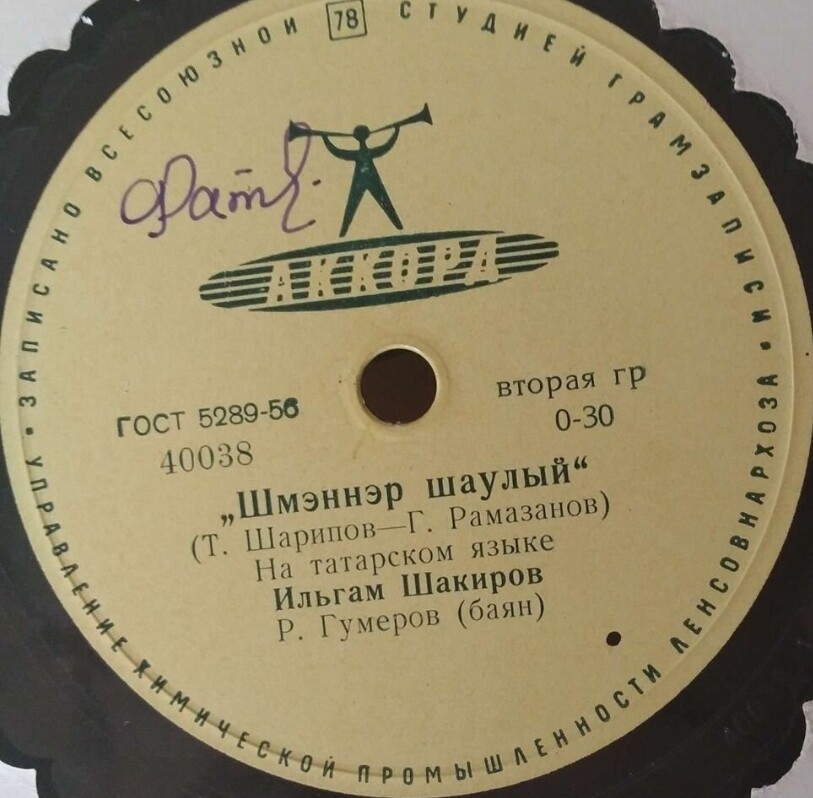 ЗАПИСАНО ВСЕСОЮЗНОЙ 78 СТУДИЕЙ ГРАМЗАПИСИ
АККОРД
ГОСТ 5289-56
40038
вторая гр
0-30
„Шмэннэр шаулый“
(Т. Шарипов—Г. Рамазанов)
На татарском языке
Ильгам Шакиров
Р. Гумеров (баян)
УПРАВЛЕНИЕ ХИМИЧЕСКОЙ ПРОМЫШЛЕННОСТИ ЛЕНСОВНАРХОЗА